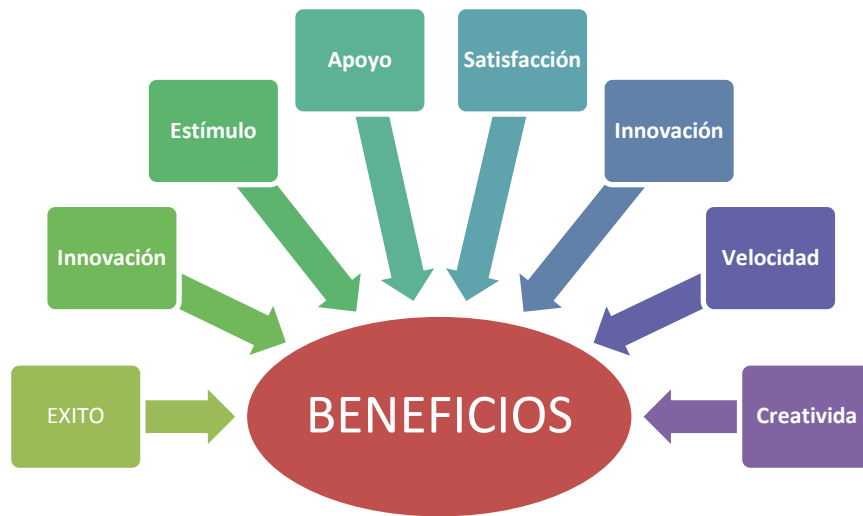 Apoyo
Satisfacción
Estímulo
Innovación
Innovación
Velocidad
EXITO
BENEFICIOS
Creativida